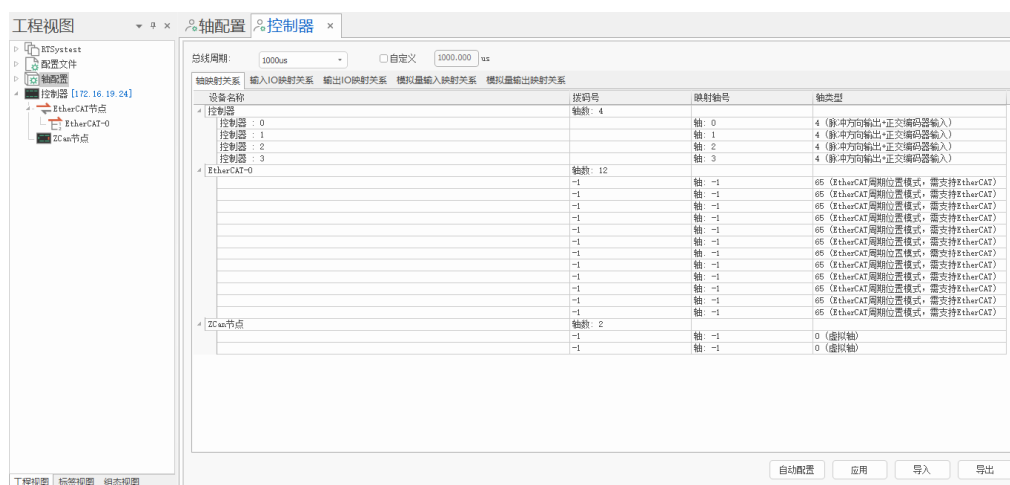 工程视图
轴配置 控制器 ×
RTSystest
配置文件
轴配置
控制器 [172.16.19.24]
EtherCAT节点
EtherCAT-0
ZCan节点
总线周期: 1000us 自定义 1000.000 us
轴映射关系 输入IO映射关系 输出IO映射关系 模拟量输入映射关系 模拟量输出映射关系
设备名称 拨码号 映射轴号 轴类型
控制器 轴数: 4
控制器 : 0 轴: 0 4 (脉冲方向输出+正交编码器输入)
控制器 : 1 轴: 1 4 (脉冲方向输出+正交编码器输入)
控制器 : 2 轴: 2 4 (脉冲方向输出+正交编码器输入)
控制器 : 3 轴: 3 4 (脉冲方向输出+正交编码器输入)
EtherCAT-0 轴数: 12
-1 轴: -1 65 (EtherCAT周期位置模式, 需支持EtherCAT)
-1 轴: -1 65 (EtherCAT周期位置模式, 需支持EtherCAT)
-1 轴: -1 65 (EtherCAT周期位置模式, 需支持EtherCAT)
-1 轴: -1 65 (EtherCAT周期位置模式, 需支持EtherCAT)
-1 轴: -1 65 (EtherCAT周期位置模式, 需支持EtherCAT)
-1 轴: -1 65 (EtherCAT周期位置模式, 需支持EtherCAT)
-1 轴: -1 65 (EtherCAT周期位置模式, 需支持EtherCAT)
-1 轴: -1 65 (EtherCAT周期位置模式, 需支持EtherCAT)
-1 轴: -1 65 (EtherCAT周期位置模式, 需支持EtherCAT)
-1 轴: -1 65 (EtherCAT周期位置模式, 需支持EtherCAT)
-1 轴: -1 65 (EtherCAT周期位置模式, 需支持EtherCAT)
-1 轴: -1 65 (EtherCAT周期位置模式, 需支持EtherCAT)
ZCan节点 轴数: 2
-1 轴: -1 0 (虚拟轴)
-1 轴: -1 0 (虚拟轴)
自动配置 应用 导入 导出
工程视图 标签视图 组态视图